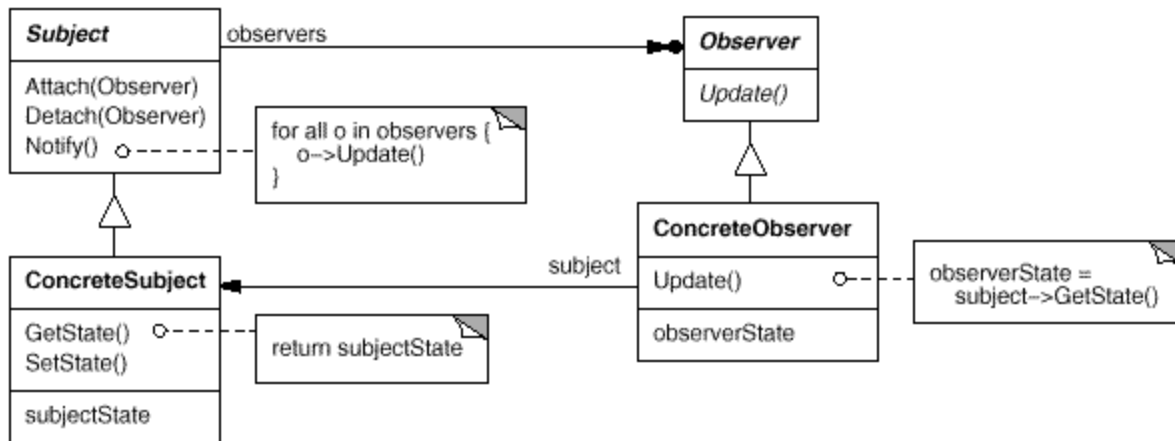 Subject
observers
Observer
Attach(Observer)
Detach(Observer)
Notify()
Update()
for all o in observers {
o->Update()
}
ConcreteObserver
ConcreteSubject
subject
Update()
observerState =
subject->GetState()
GetState()
SetState()
return subjectState
observerState
subjectState